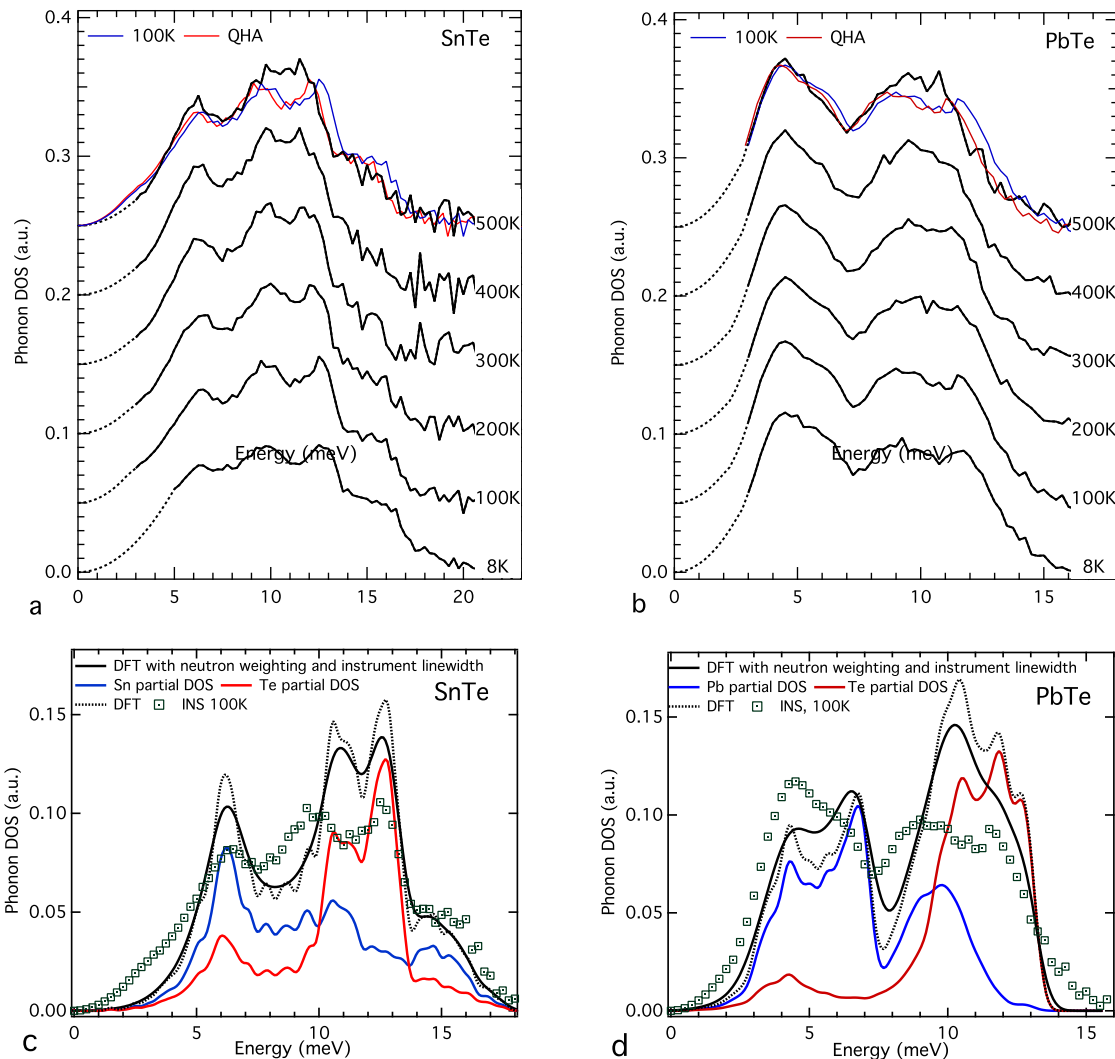 0.4
100K QHA SnTe
0.3
0.2
0.1
0.0
Phonon DOS (a.u.)
500K
400K
300K
200K
100K
8K
Energy (meV)
0 5 10 15 20
a
0.4
100K QHA PbTe
0.3
0.2
0.1
0.0
Phonon DOS (a.u.)
500K
400K
300K
200K
100K
8K
Energy (meV)
0 5 10 15
b
DFT with neutron weighting and instrument linewidth
Sn partial DOS Te partial DOS
DFT INS 100K
SnTe
0.15
0.10
0.05
0.00
Phonon DOS (a.u.)
0 5 10 15
Energy (meV)
c
DFT with neutron weighting and instrument linewidth
Pb partial DOS Te partial DOS
DFT INS, 100K
PbTe
0.15
0.10
0.05
0.00
Phonon DOS (a.u.)
0 5 10 15
Energy (meV)
d